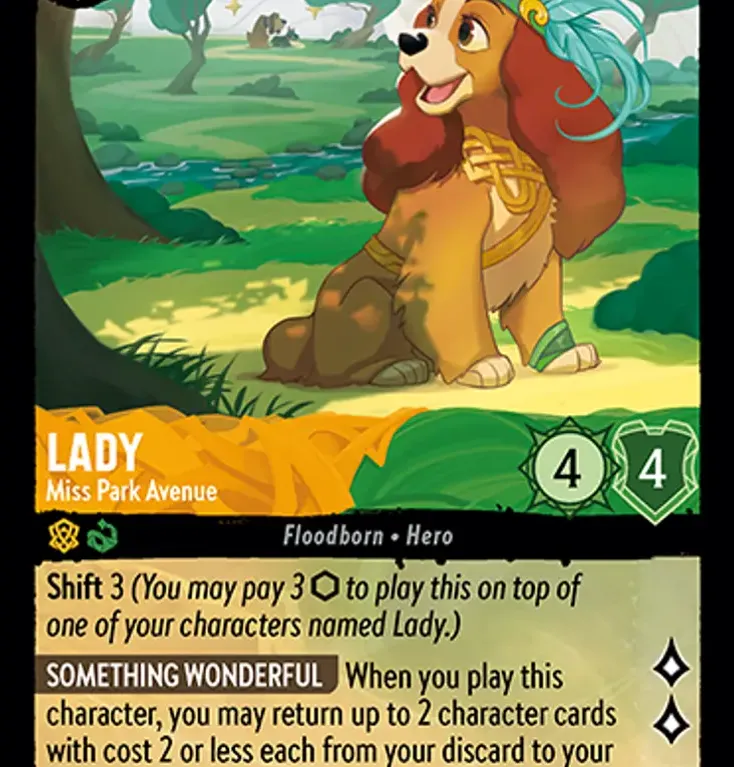 LADY
Miss Park Avenue
4
4
Floodborn • Hero
Shift 3 (You may pay 3 ⬡ to play this on top of
one of your characters named Lady.)
SOMETHING WONDERFUL When you play this
character, you may return up to 2 character cards
with cost 2 or less each from your discard to your